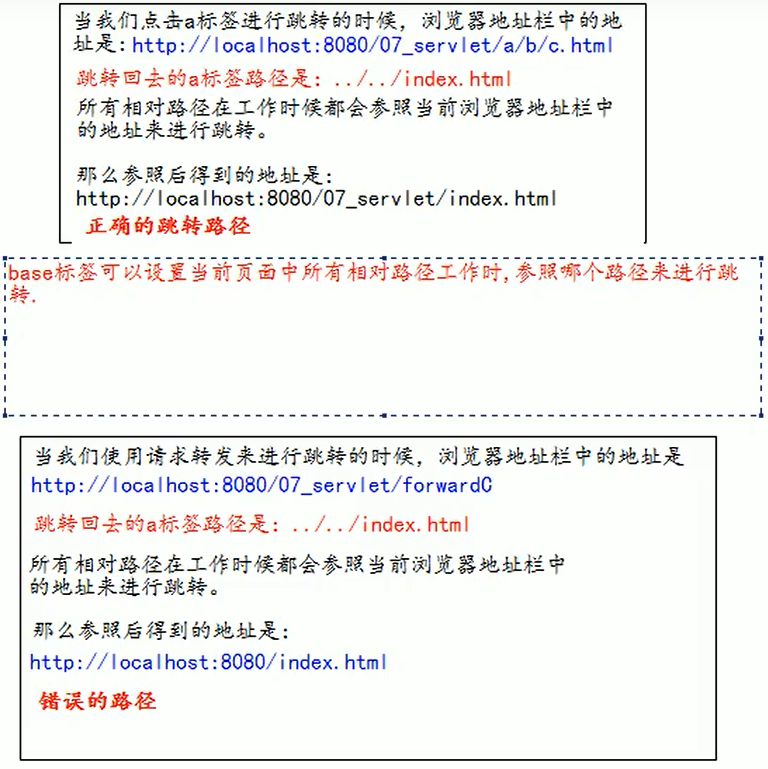 当我们点击a标签进行跳转的时候，浏览器地址栏中的地
址是:http://localhost:8080/07_servlet/a/b/c.html
跳转回去的a标签路径是：../../index.html
所有相对路径在工作时候都会参照当前浏览器地址栏中
的地址来进行跳转。
那么参照后得到的地址是：
http://localhost:8080/07_servlet/index.html
正确的跳转路径
base标签可以设置当前页面中所有相对路径工作时,参照哪个路径来进行跳
转.
当我们使用请求转发来进行跳转的时候，浏览器地址栏中的地址是
http://localhost:8080/07_servlet/forwardC
跳转回去的a标签路径是：../../index.html
所有相对路径在工作时候都会参照当前浏览器地址栏中
的地址来进行跳转。
那么参照后得到的地址是：
http://localhost:8080/index.html
错误的路径